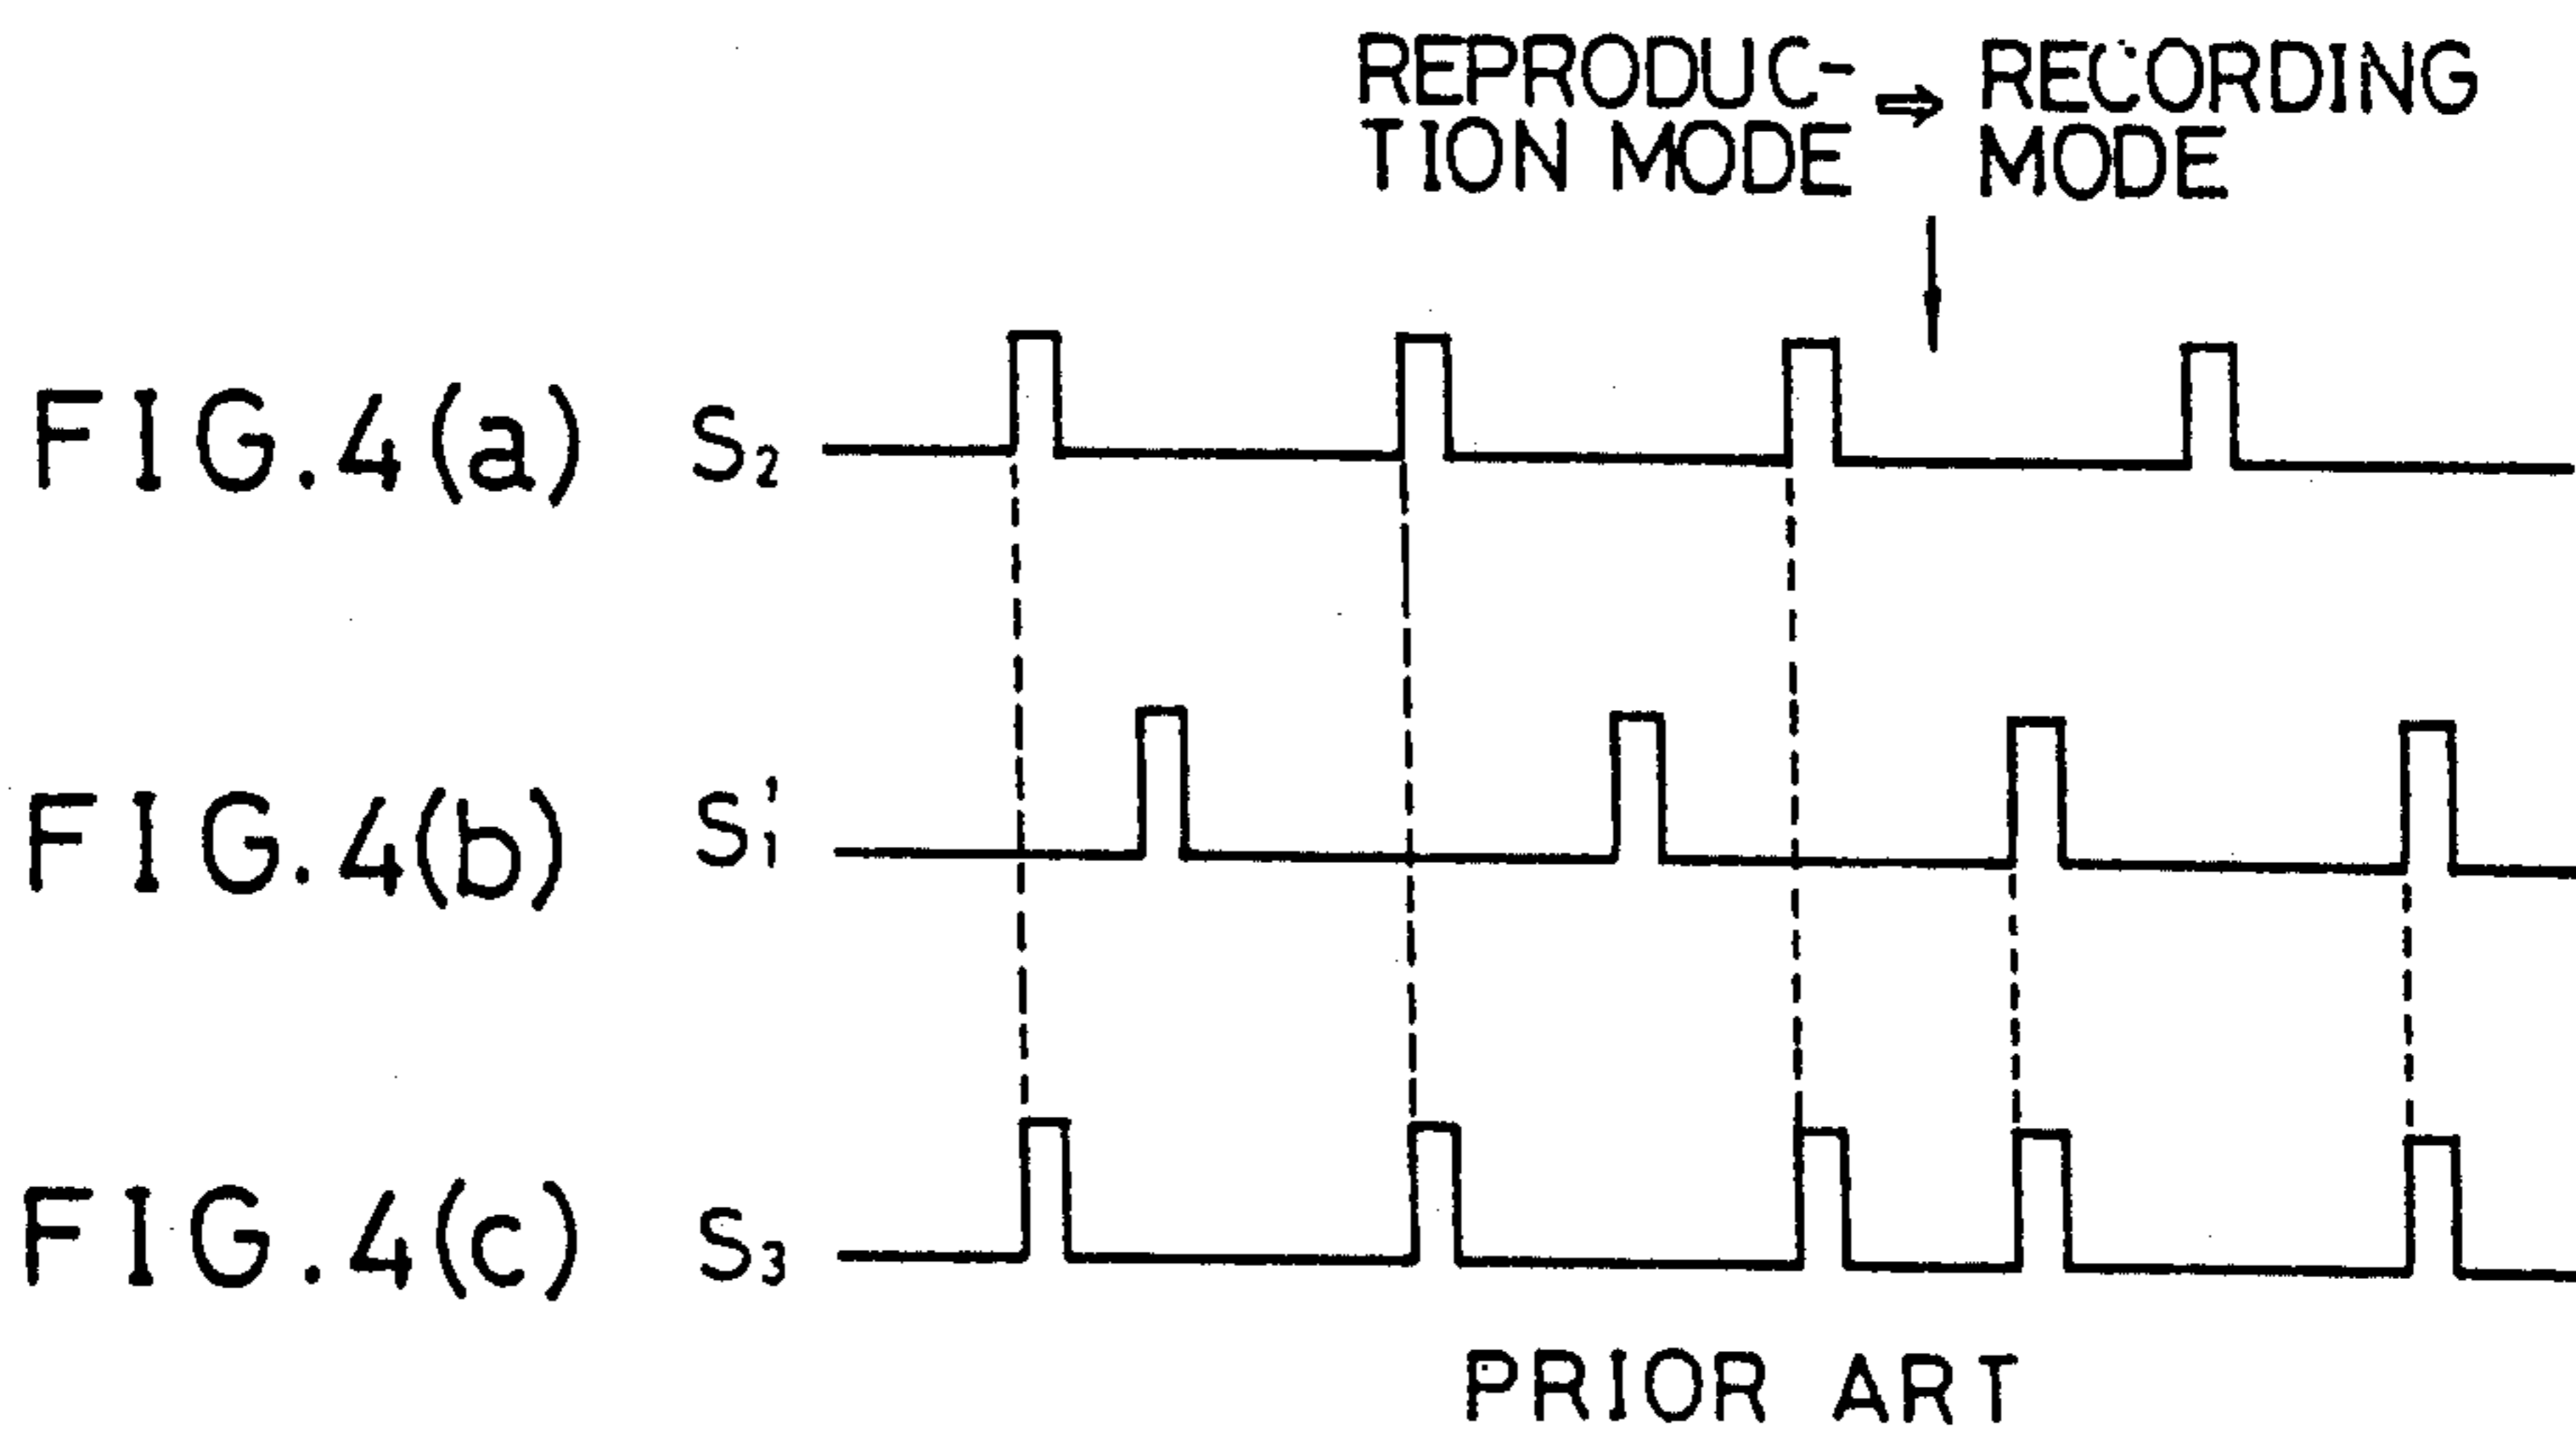 REPRODUC-
TION MODE ⇒ RECORDING
MODE
FIG.4(a) S₂
FIG.4(b) S₁'
FIG.4(c) S₃
PRIOR ART